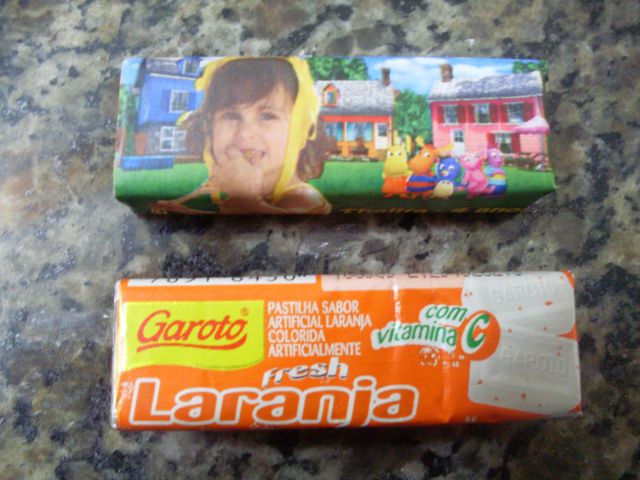 Garoto®
PASTILHA SABOR
ARTIFICIAL LARANJA
COLORIDA
ARTIFICIALMENTE
com
vitamina C
fresh
Laranja
GAROTO
GAROTO